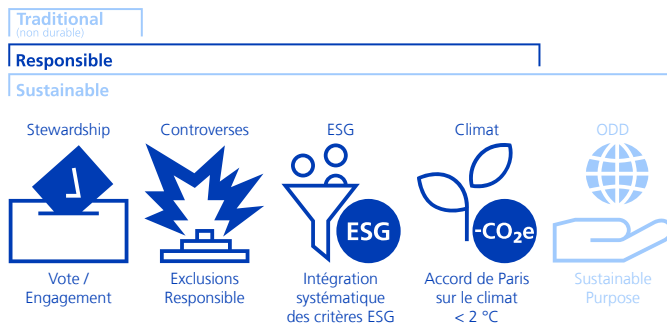 Traditional
(non durable)
Responsible
Sustainable
Stewardship
Controverses
ESG
Climat
ODD
ESG
-CO₂e
Vote /
Engagement
Exclusions
Responsible
Intégration
systématique
des critères ESG
Accord de Paris
sur le climat
< 2 °C
Sustainable
Purpose